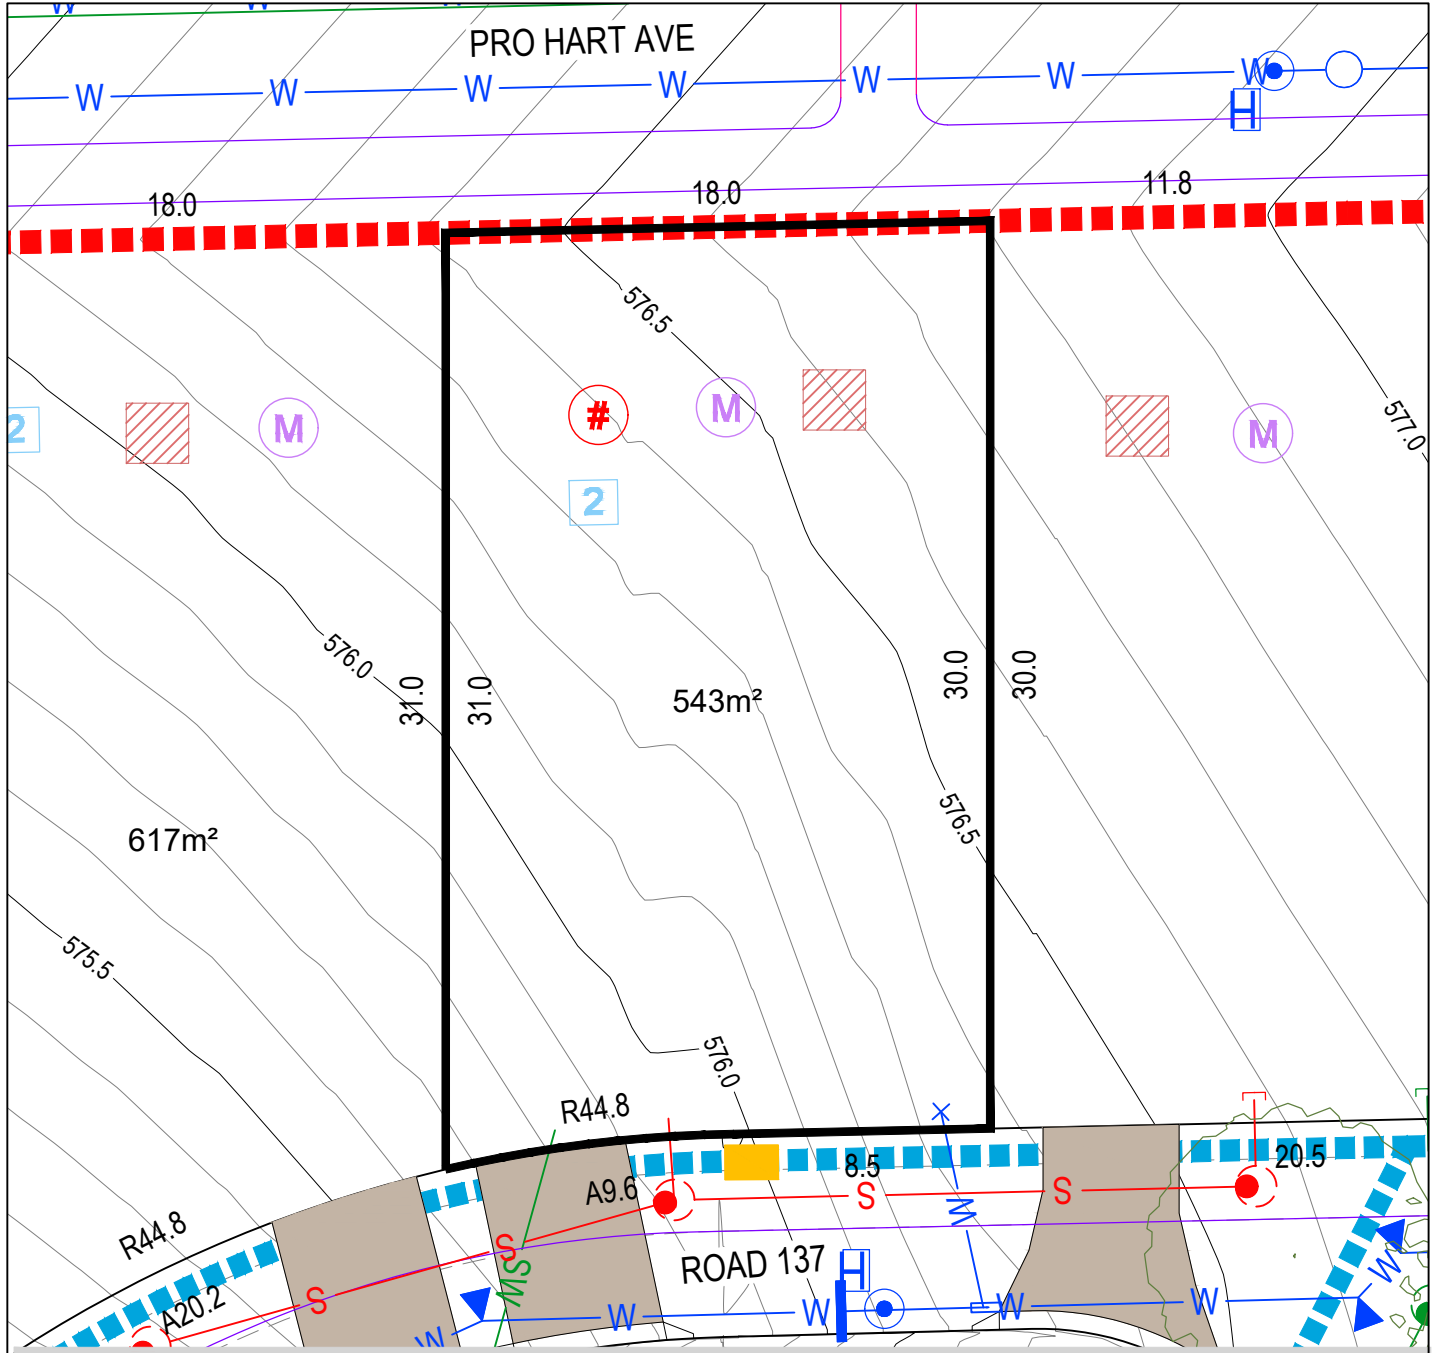 W W
PRO HART AVE
W W W W W W W
H
18.0 18.0 11.8
576.5
577.0
2 M # M M
2
576.0
31.0 31.0 30.0 30.0
543m²
576.5
617m²
575.5
576.0
R44.8
8.5 20.5
A9.6 S S
W
R44.8
S
SW
ROAD 137 H
W
A20.2 S
W W W W W